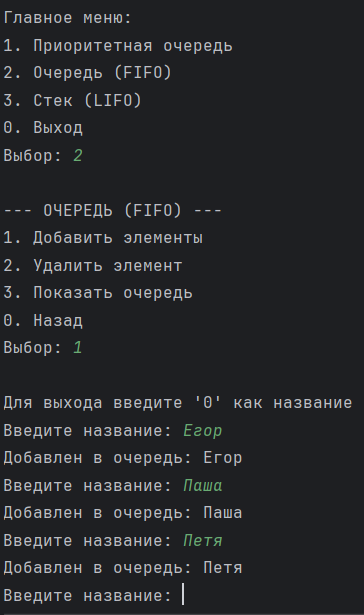 Главное меню:
1. Приоритетная очередь
2. Очередь (FIFO)
3. Стек (LIFO)
0. Выход
Выбор: 2
--- ОЧЕРЕДЬ (FIFO) ---
1. Добавить элементы
2. Удалить элемент
3. Показать очередь
0. Назад
Выбор: 1
Для выхода введите '0' как название
Введите название: Егор
Добавлен в очередь: Егор
Введите название: Паша
Добавлен в очередь: Паша
Введите название: Петя
Добавлен в очередь: Петя
Введите название: